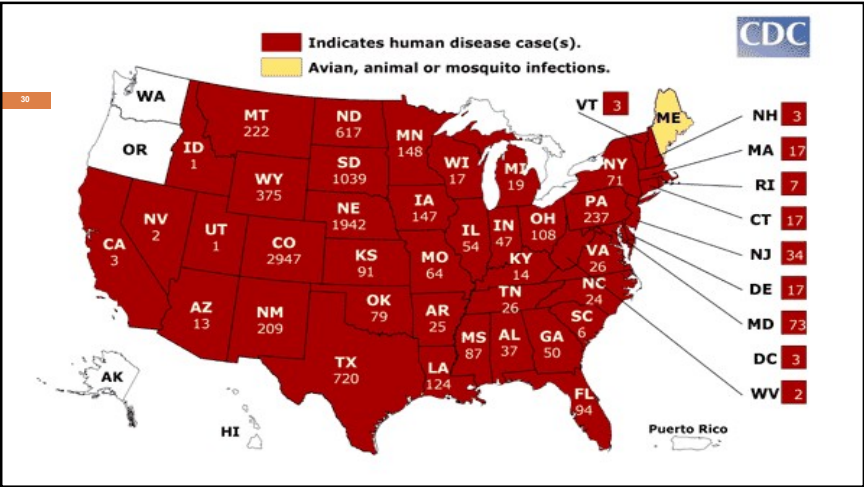 Indicates human disease case(s).
Avian, animal or mosquito infections.
CDC
30
WA
OR
MT
222
ND
617
MN
148
VT 3
ME
NH 3
ID
1
WY
375
SD
1039
WI
17
MI
19
NY
71
MA 17
RI 7
NV
2
UT
1
CO
2947
NE
1942
IA
147
IL
54
IN
47
OH
108
PA
237
CT 17
CA
3
KS
91
MO
64
KY
14
VA
26
NJ 34
AZ
13
NM
209
OK
79
AR
25
TN
26
NC
24
DE 17
SC
6
MD 73
TX
720
MS
87
AL
37
GA
50
DC 3
LA
124
FL
94
WV 2
AK
HI
Puerto Rico